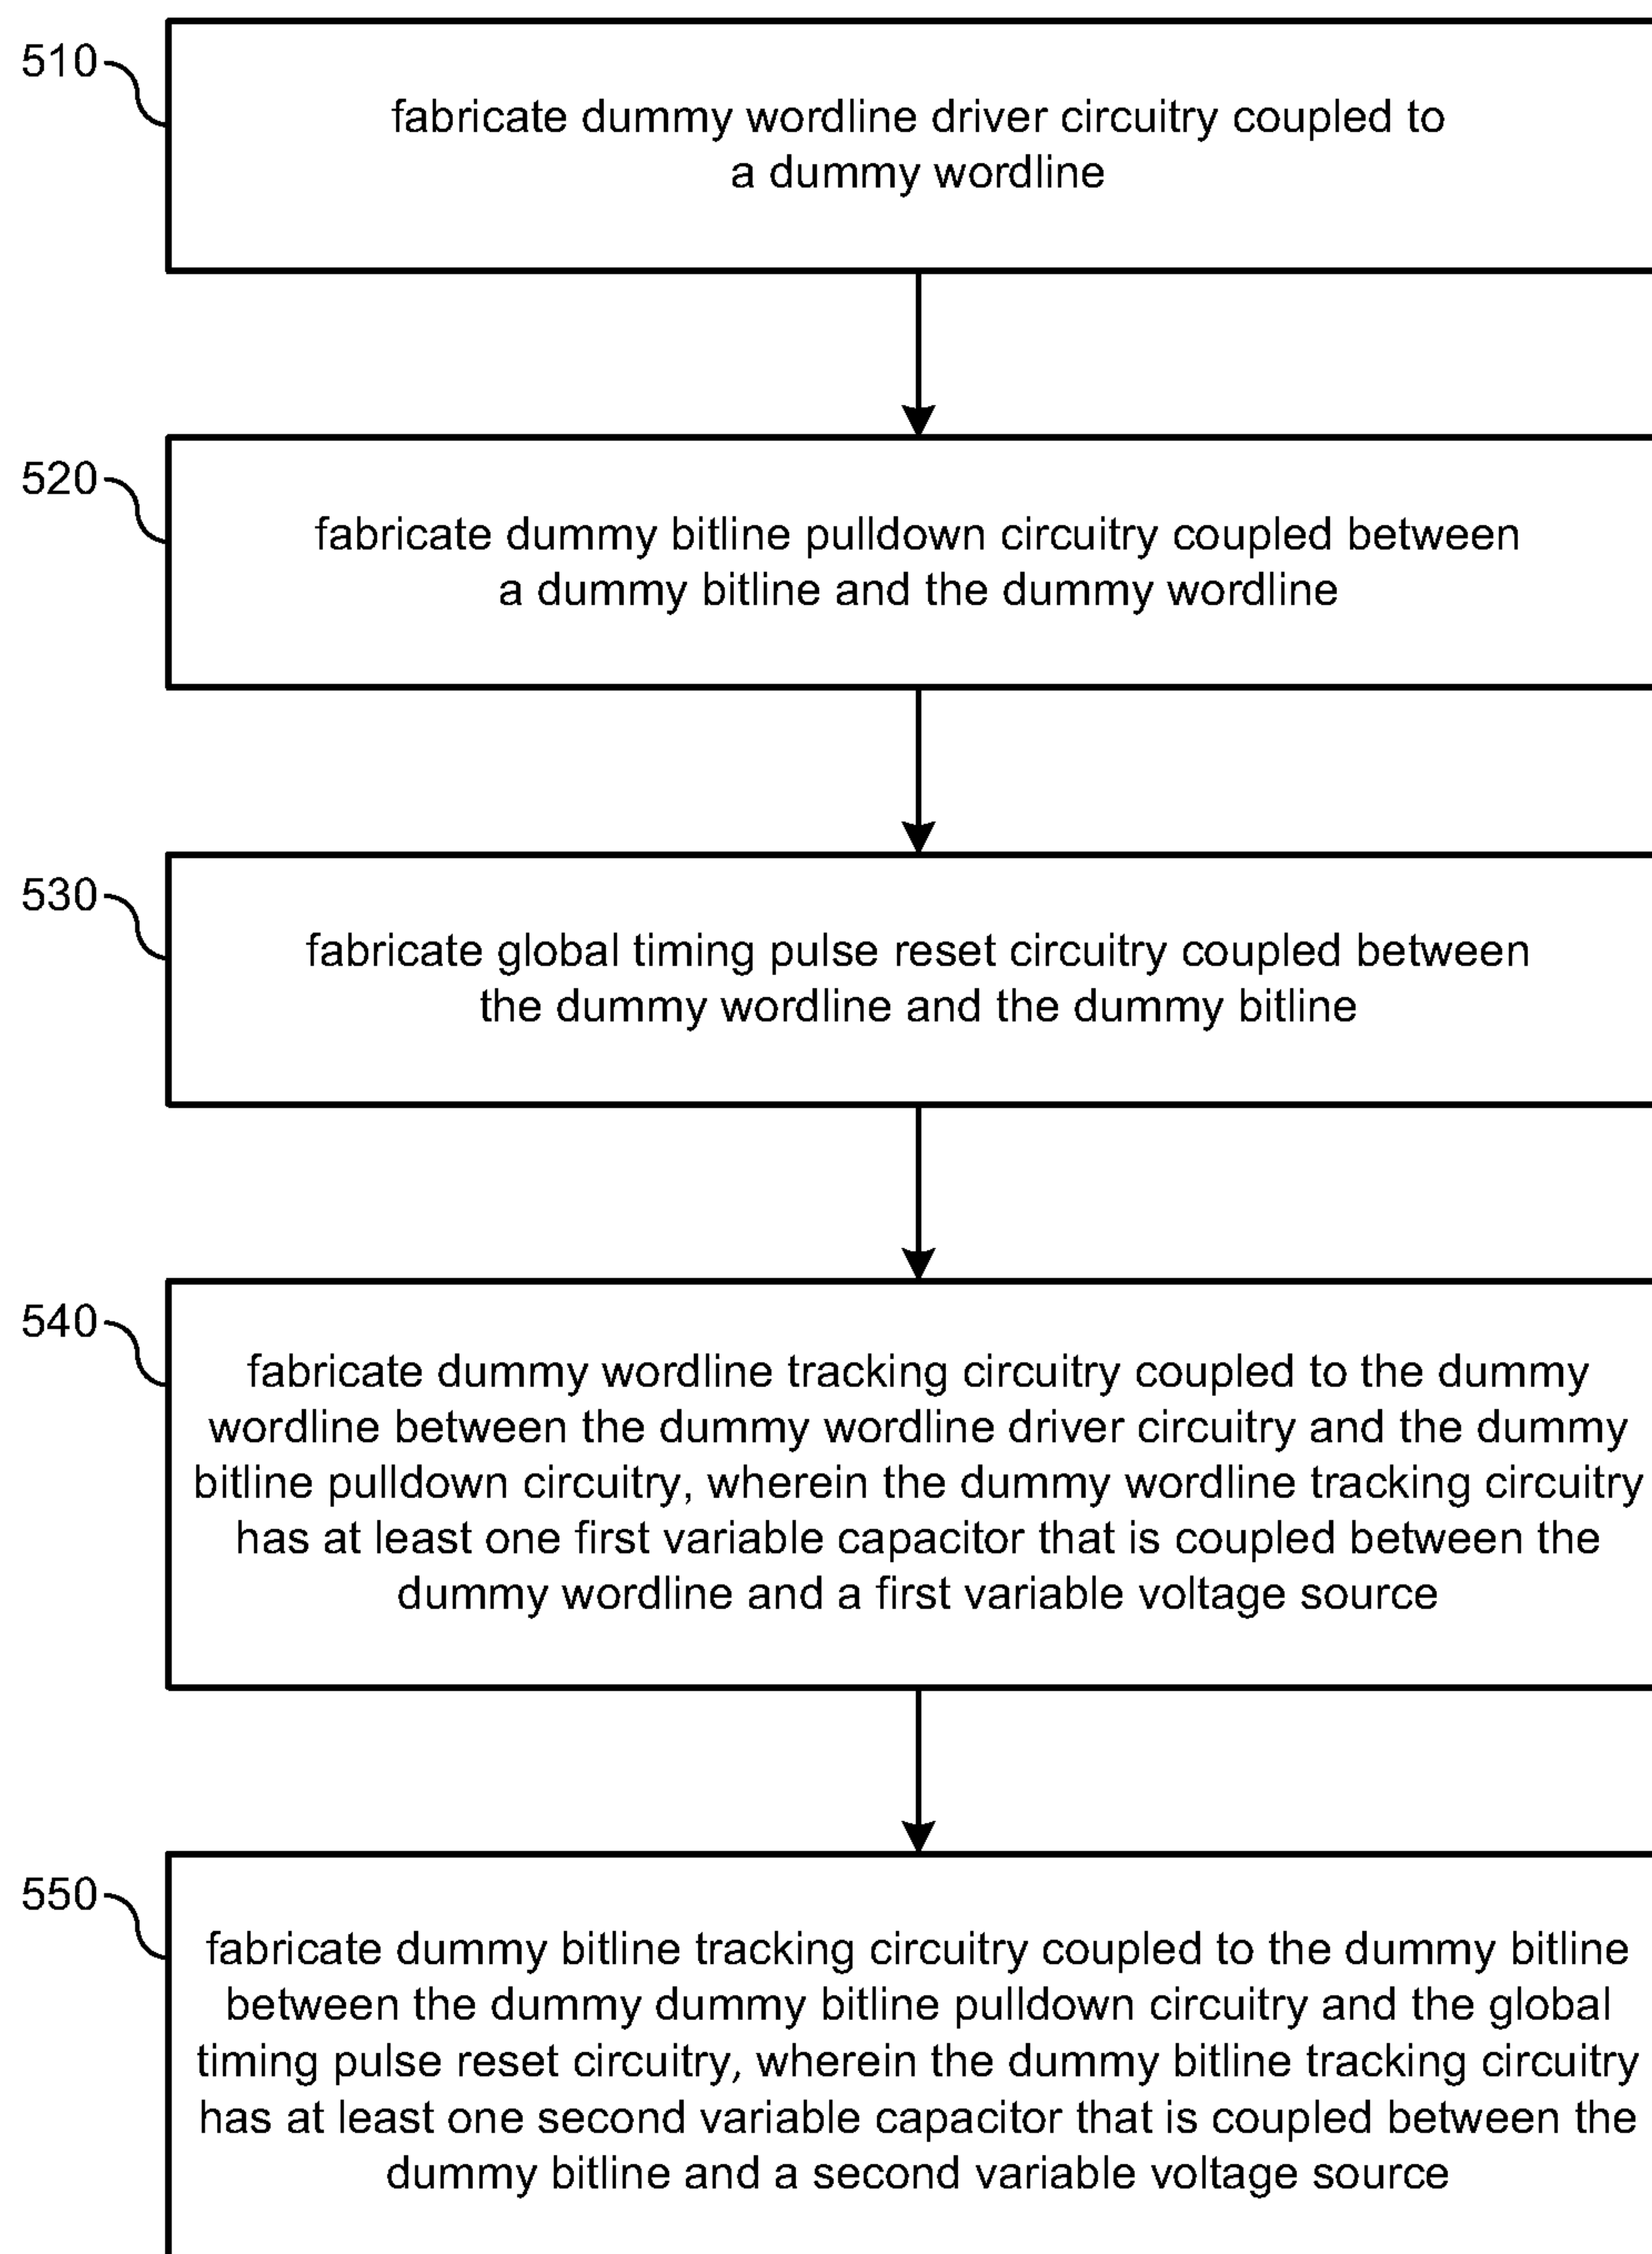 510
fabricate dummy wordline driver circuitry coupled to
a dummy wordline
520
fabricate dummy bitline pulldown circuitry coupled between
a dummy bitline and the dummy wordline
530
fabricate global timing pulse reset circuitry coupled between
the dummy wordline and the dummy bitline
540
fabricate dummy wordline tracking circuitry coupled to the dummy
wordline between the dummy wordline driver circuitry and the dummy
bitline pulldown circuitry, wherein the dummy wordline tracking circuitry
has at least one first variable capacitor that is coupled between the
dummy wordline and a first variable voltage source
550
fabricate dummy bitline tracking circuitry coupled to the dummy bitline
between the dummy dummy bitline pulldown circuitry and the global
timing pulse reset circuitry, wherein the dummy bitline tracking circuitry
has at least one second variable capacitor that is coupled between the
dummy bitline and a second variable voltage source